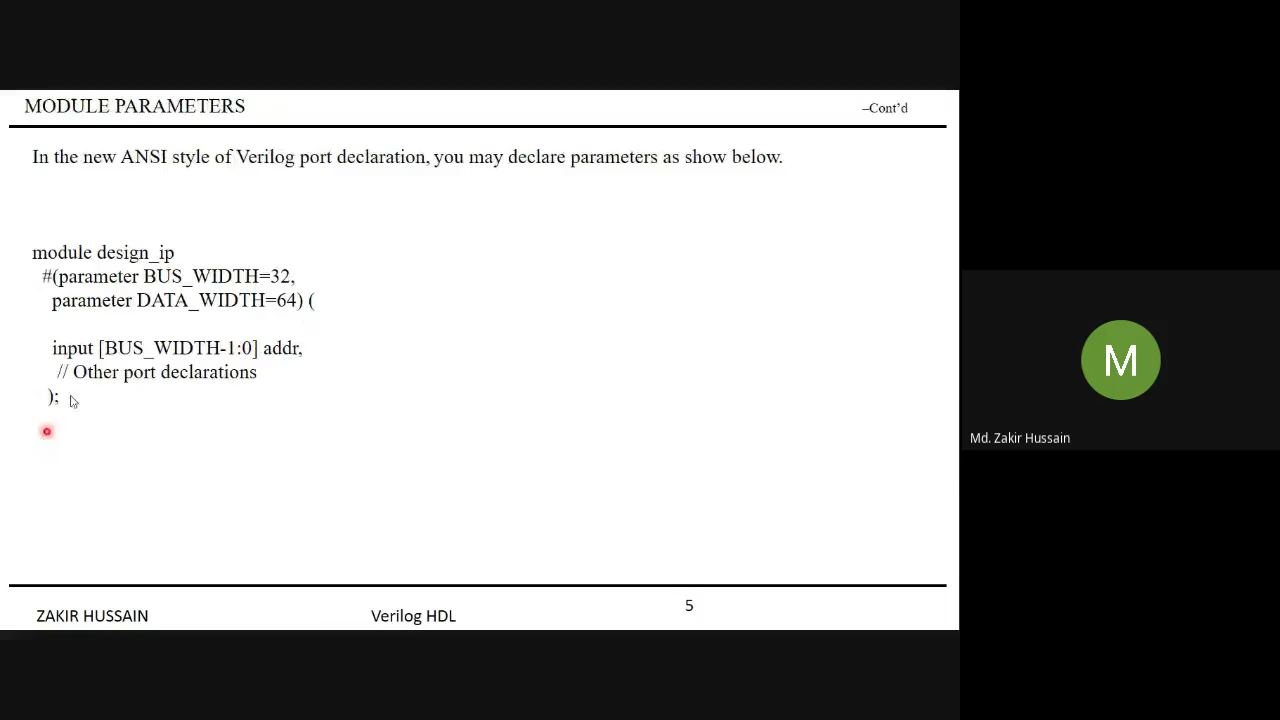 MODULE PARAMETERS
–Cont'd
In the new ANSI style of Verilog port declaration, you may declare parameters as show below.
module design_ip
#(parameter BUS_WIDTH=32,
parameter DATA_WIDTH=64) (
input [BUS_WIDTH-1:0] addr,
// Other port declarations
);
M
Md. Zakir Hussain
ZAKIR HUSSAIN
Verilog HDL
5